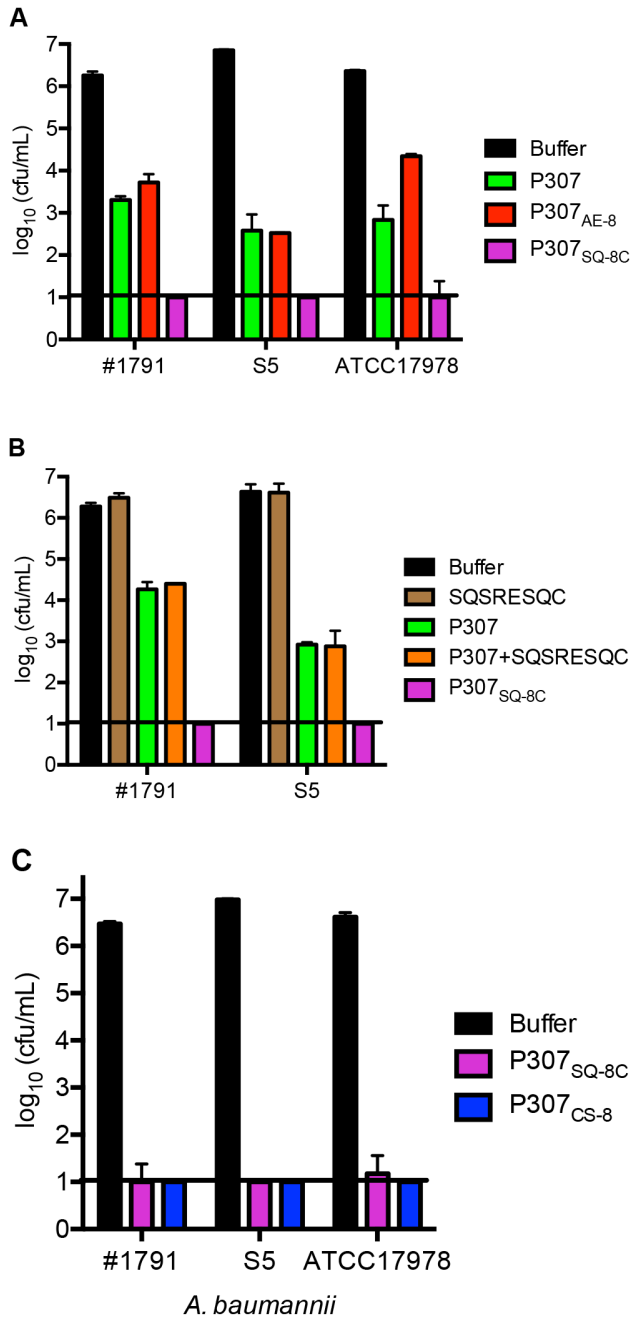 A
log10 (cfu/mL)
7
6
5
4
3
2
1
0
#1791 S5 ATCC17978
Buffer
P307
P307AE-8
P307SQ-8C
B
log10 (cfu/mL)
7
6
5
4
3
2
1
0
#1791 S5
Buffer
SQSRESQC
P307
P307+SQSRESQC
P307SQ-8C
C
log10 (cfu/mL)
7
6
5
4
3
2
1
0
#1791 S5 ATCC17978
A. baumannii
Buffer
P307SQ-8C
P307CS-8